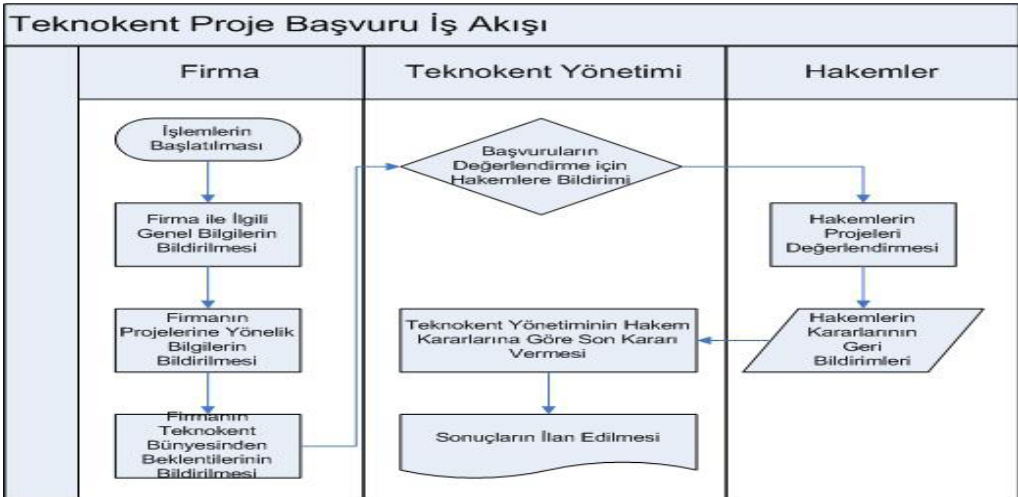 Teknokent Proje Başvuru İş Akışı
Firma
Teknokent Yönetimi
Hakemler
İşlemlerin
Başlatılması
Firma ile İlgili
Genel Bilgilerin
Bildirilmesi
Firmanın
Projelerine Yönelik
Bilgilerin
Bildirilmesi
Firmanın
Teknokent
Bünyesinden
Beklentilerinin
Bildirilmesi
Başvuruların
Değerlendirme için
Hakemlere Bildirimi
Hakemlerin
Projeleri
Değerlendirmesi
Hakemlerin
Kararlarının
Geri
Bildirimleri
Teknokent Yönetiminin Hakem
Kararlarına Göre Son Kararı
Vermesi
Sonuçların İlan Edilmesi